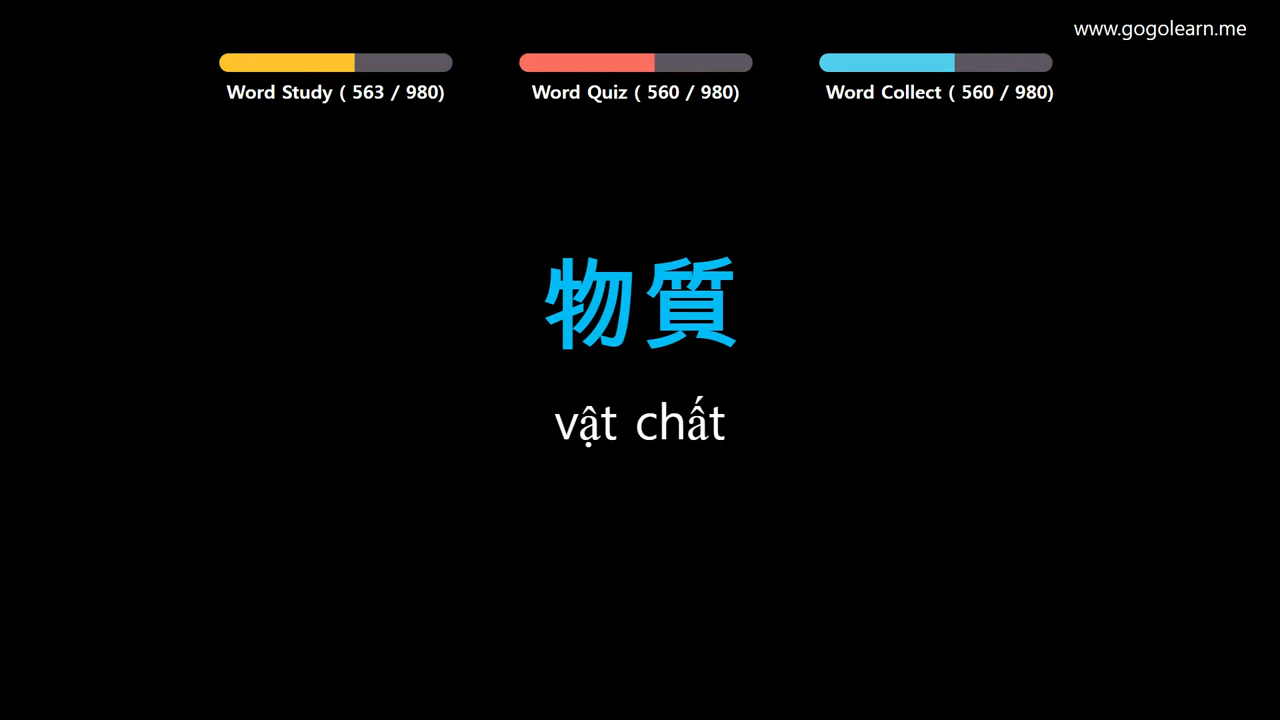 www.gogolearn.me
Word Study ( 563 / 980)
Word Quiz ( 560 / 980)
Word Collect ( 560 / 980)
物質
vật chất